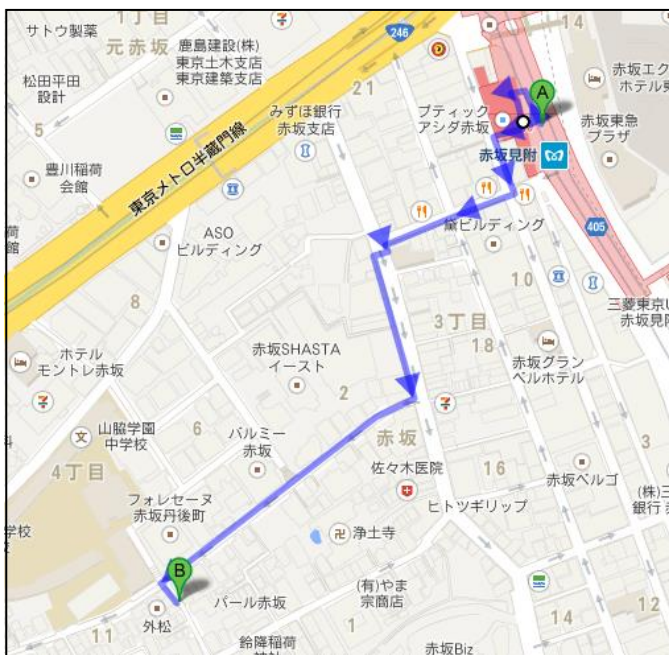 1丁目
サトウ製薬
元赤坂
鹿島建設(株)
東京土木支店
東京建築支店
246
14
松田平田
設計
21
赤坂エク
ホテル東
A
みずほ銀行
赤坂支店
プティック
アシダ赤坂
赤坂東急
プラザ
5
赤坂見附
豊川稲荷
会館
東京メトロ半蔵門線
荷
館
ASO
ビルディング
黛ビルディング
405
10
三菱東京U
赤坂見附
8
3丁目
ホテル
モントレ赤坂
赤坂SHASTA
イースト
18
赤坂グラン
ベルホテル
2
山脇学園
中学校
6
バルミー
赤坂
赤坂
3
4丁目
佐々木医院
16
赤坂ベルゴ
フォレセーヌ
赤坂丹後町
ヒトツギリップ
(株)三
銀行 赤
学校
浄土寺
B
パール赤坂
(有)やま
宗商店
外松
11
1
14
12
鈴降稲荷
赤坂Biz